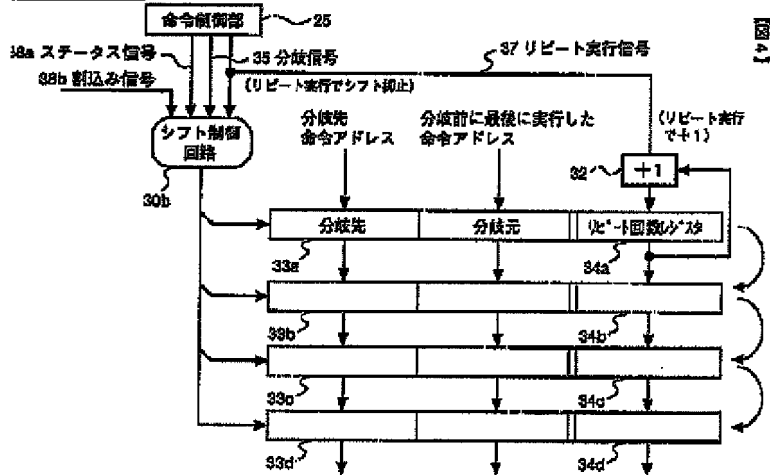 【図4】
命令制御部
25
38a ステータス信号
35 分岐信号
37 リピート実行信号
38b 割込み信号
(リピート実行でシフト抑止)
シフト制御
回路
30b
分岐先
命令アドレス
分岐前に最後に実行した
命令アドレス
(リピート実行
で+1)
32
+1
分岐先
分岐元
リピート回数レジスタ
33a
34a
33b
34b
33c
34c
33d
34d